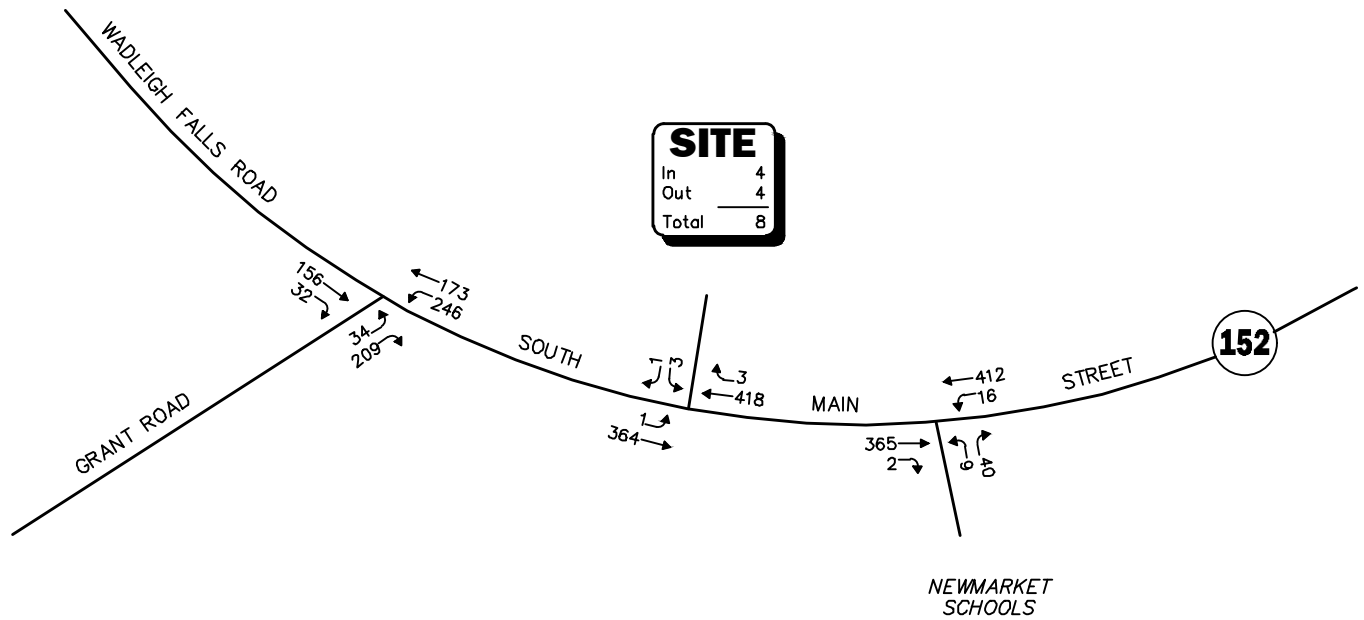 WADLEIGH FALLS ROAD
SITE
In 4
Out 4
Total 8
156
32
173
246
34
209
SOUTH
1
3
3
418
1
364
MAIN
412
16
STREET
152
365
2
9
40
GRANT ROAD
NEWMARKET
SCHOOLS